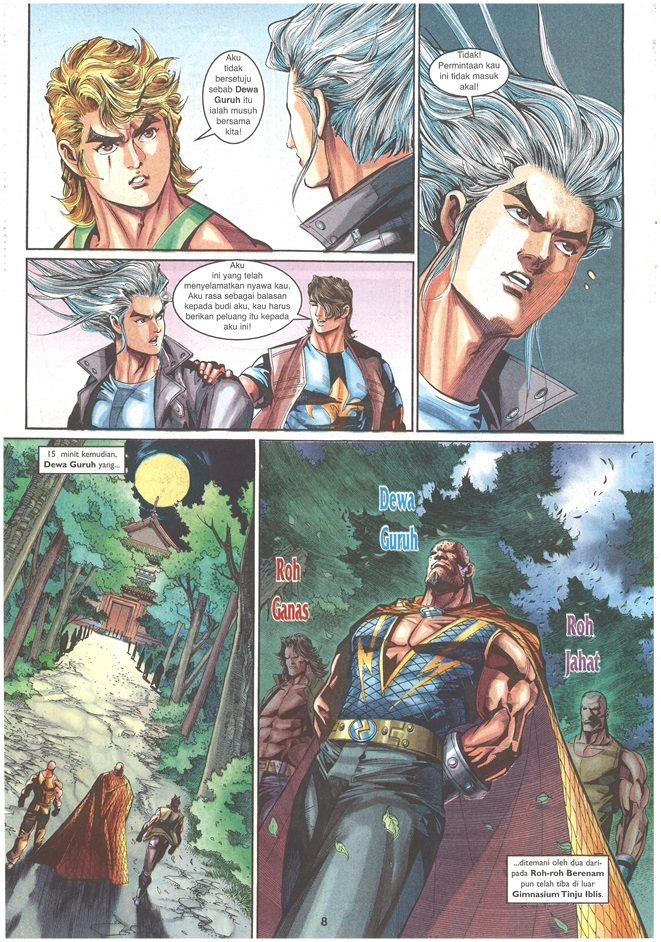 Aku
tidak
bersetuju
sebab Dewa
Guruh itu
ialah musuh
bersama
kita!
Tidak!
Permintaan kau
ini tidak masuk
akal!
Aku
ini yang telah
menyelamatkan nyawa kau.
Aku rasa sebagai balasan
kepada budi aku, kau harus
berikan peluang itu kepada
aku ini!
15 minit kemudian,
Dewa Guruh yang...
Dewa
Guruh
Roh
Ganas
Roh
Jahat
...ditemani oleh dua dari-
pada Roh-roh Berenam
pun telah tiba di luar
Gimnasium Tinju Iblis.
8